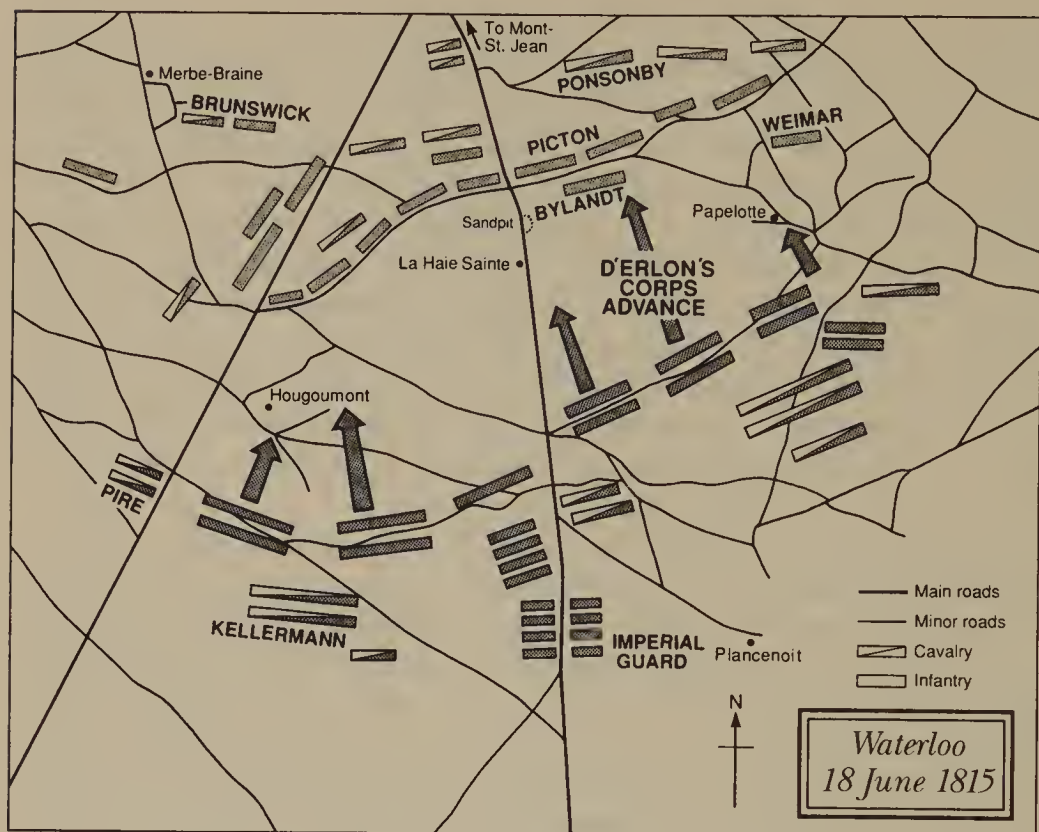 To Mont-
St. Jean
Merbe-Braine
BRUNSWICK
PONSONBY
PICTON
WEIMAR
BYLANDT
Sandpit
Papelotte
La Haie Sainte
D'ERLON'S
CORPS
ADVANCE
Hougoumont
PIRE
KELLERMANN
IMPERIAL
GUARD
Plancenoit
Main roads
Minor roads
Cavalry
Infantry
N
Waterloo
18 June 1815